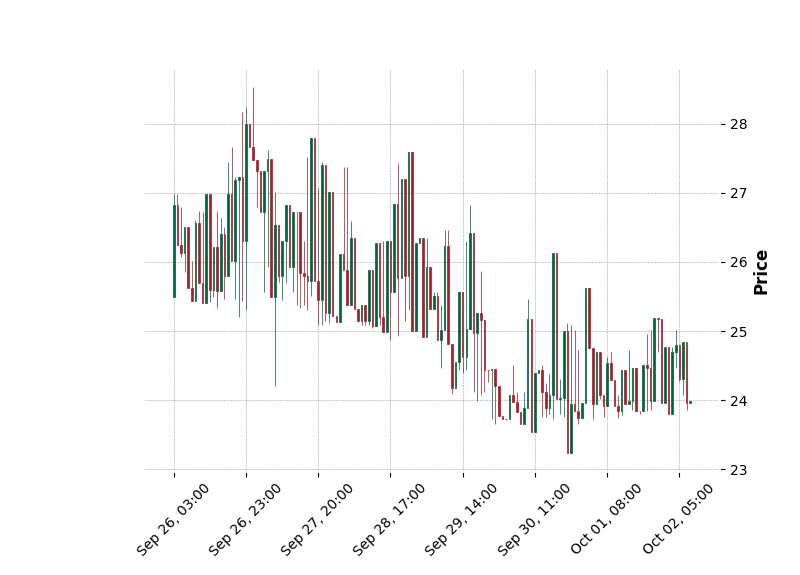 28
27
26
25
24
23
Price
Sep 26, 03:00
Sep 26, 23:00
Sep 27, 20:00
Sep 28, 17:00
Sep 29, 14:00
Sep 30, 11:00
Oct 01, 08:00
Oct 02, 05:00